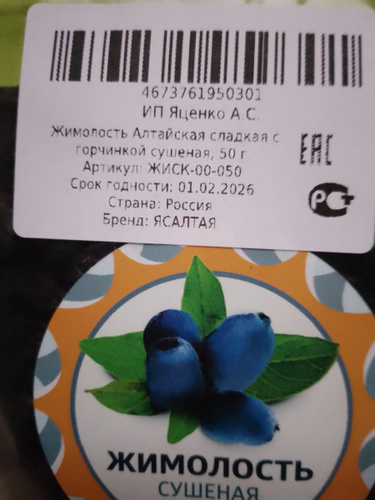 4673761950301
ИП Яценко А С.
Жимолость Алтайская сладкая с
горчинкой сушеная, 50 г
Артикул: ЖИСК-00-050
Срок годности: 01.02.2026
Страна: Россия
Бренд: ЯСАЛТАЯ
ЕАС
РСТ
ЖИМОЛОСТЬ
СУШЕНАЯ